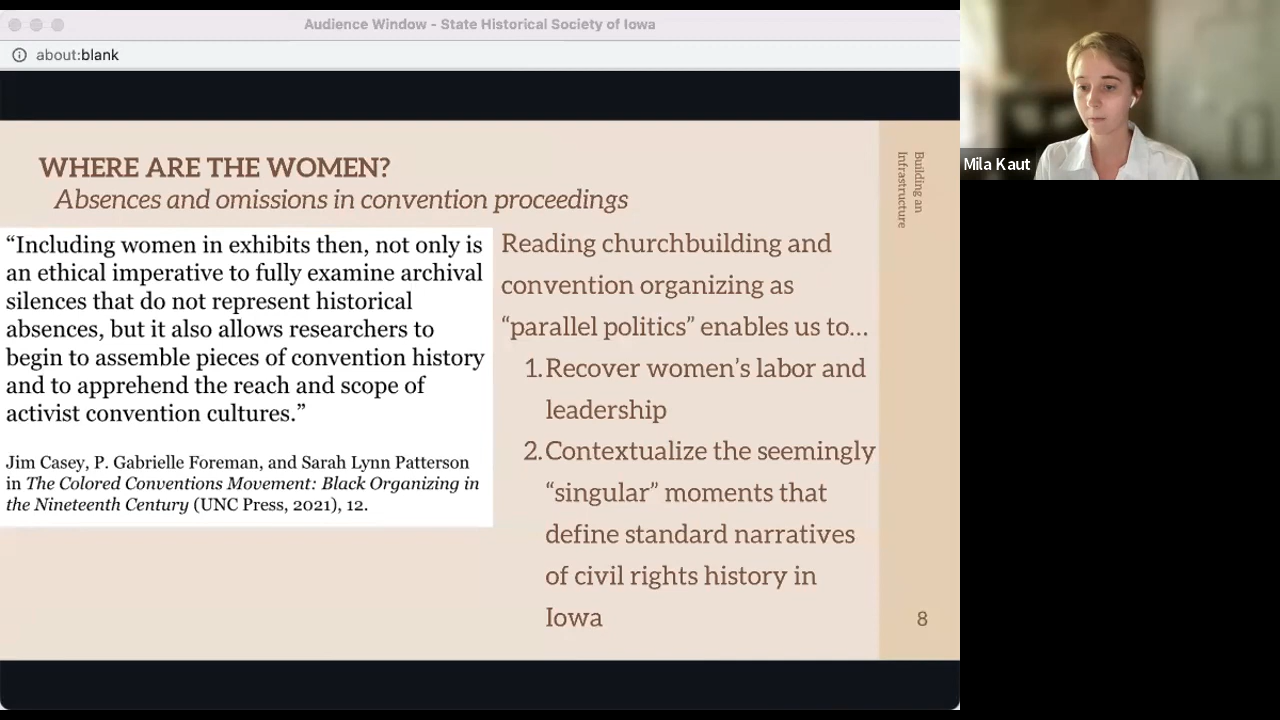 Audience Window - State Historical Society of Iowa
about:blank
WHERE ARE THE WOMEN?
Absences and omissions in convention proceedings
“Including women in exhibits then, not only is
an ethical imperative to fully examine archival
silences that do not represent historical
absences, but it also allows researchers to
begin to assemble pieces of convention history
and to apprehend the reach and scope of
activist convention cultures.”
Jim Casey, P. Gabrielle Foreman, and Sarah Lynn Patterson
in The Colored Conventions Movement: Black Organizing in
the Nineteenth Century (UNC Press, 2021), 12.
Reading churchbuilding and
convention organizing as
“parallel politics” enables us to…
1. Recover women’s labor and
leadership
2. Contextualize the seemingly
“singular” moments that
define standard narratives
of civil rights history in
Iowa
Building an
Infrastructure
8
Mila Kaut